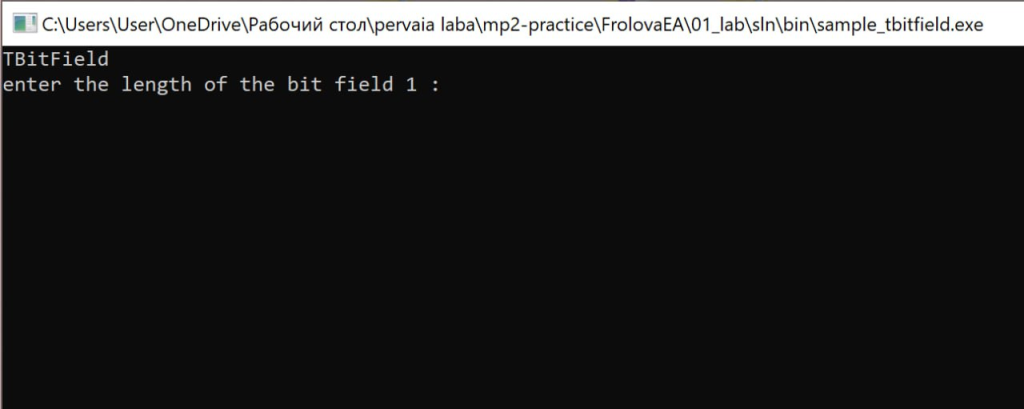 C:\Users\User\OneDrive\Рабочий стол\pervaia laba\mp2-practice\FrolovaEA\01_lab\sln\bin\sample_tbitfield.exe
TBitField
enter the length of the bit field 1 :